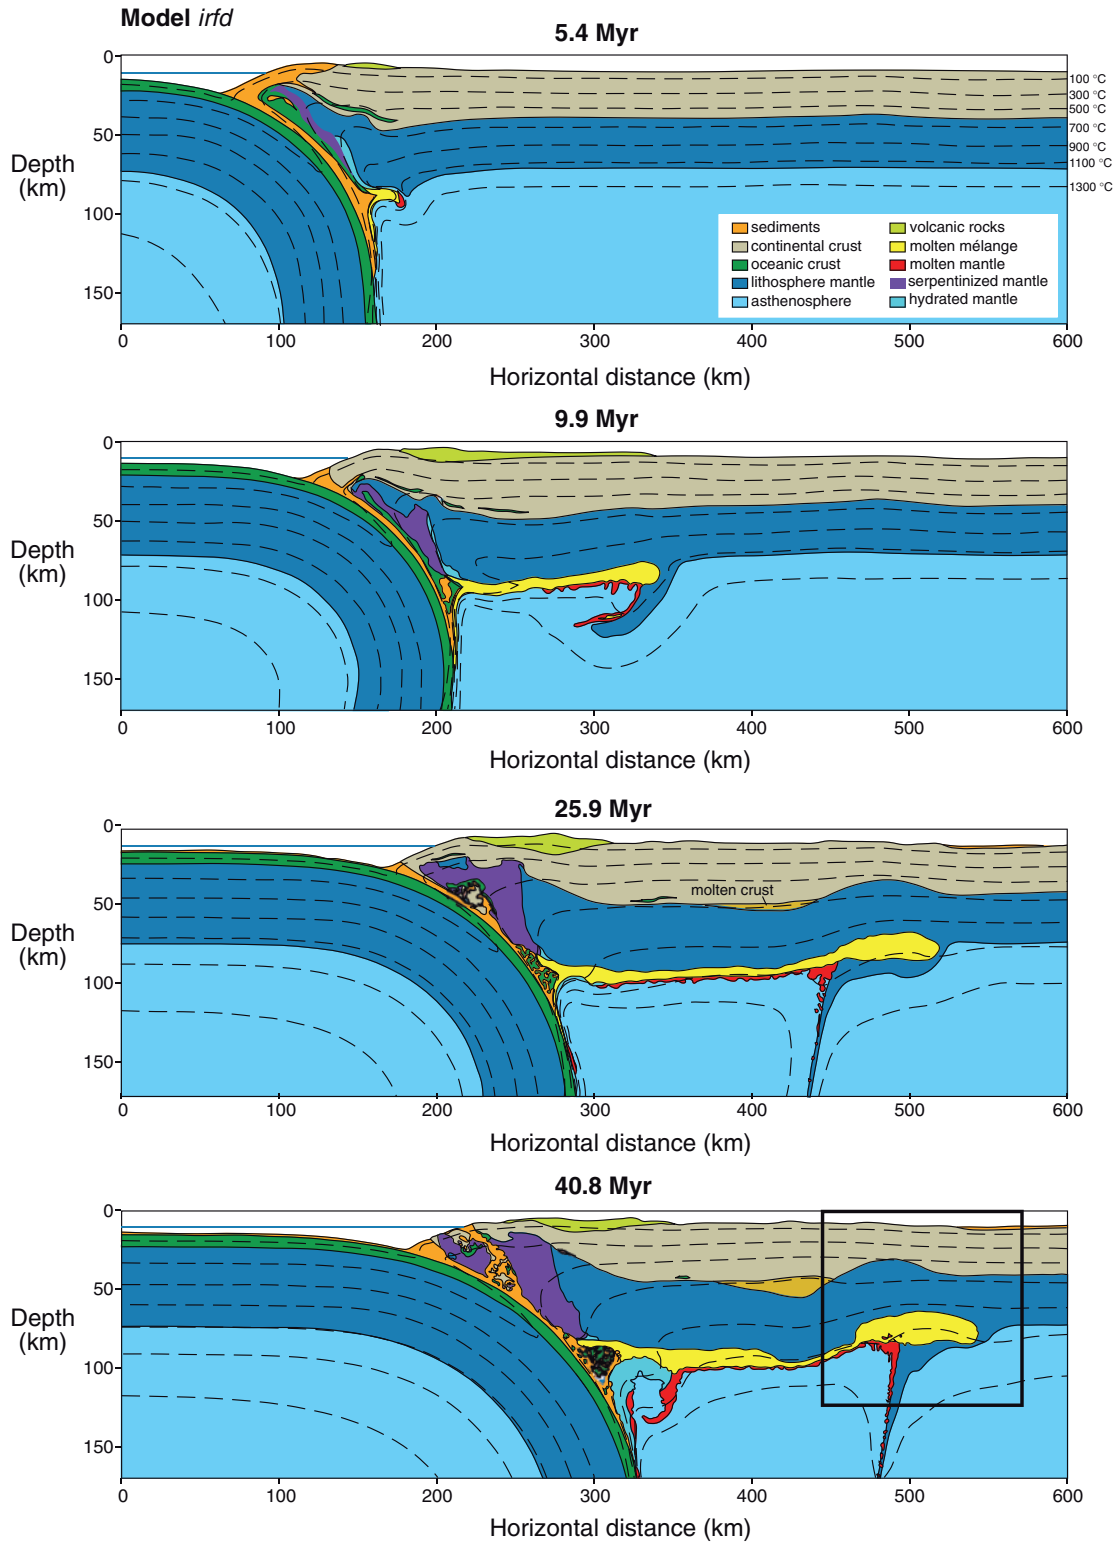 Model irfd
5.4 Myr
0
50
100
150
Depth
(km)
100 °C
300 °C
500 °C
700 °C
900 °C
1100 °C
1300 °C
sediments
continental crust
oceanic crust
lithosphere mantle
asthenosphere
volcanic rocks
molten mélange
molten mantle
serpentinized mantle
hydrated mantle
0 100 200 300 400 500 600
Horizontal distance (km)
9.9 Myr
0
50
100
150
Depth
(km)
0 100 200 300 400 500 600
Horizontal distance (km)
25.9 Myr
0
50
100
150
Depth
(km)
molten crust
0 100 200 300 400 500 600
Horizontal distance (km)
40.8 Myr
0
50
100
150
Depth
(km)
0 100 200 300 400 500 600
Horizontal distance (km)